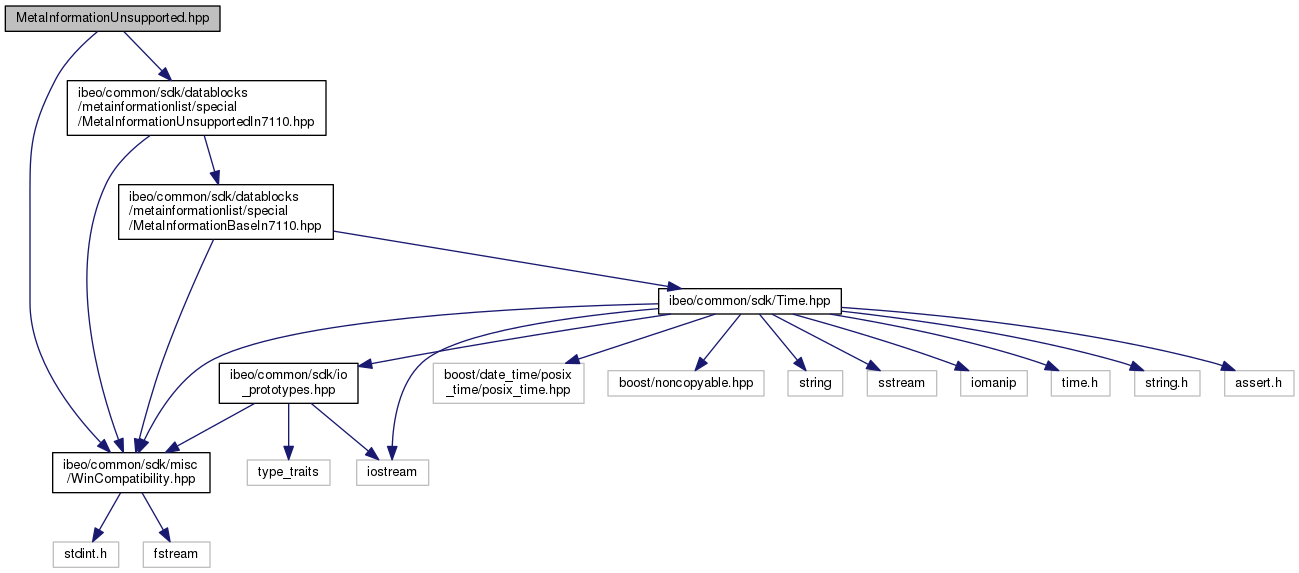 MetaInformationUnsupported.hpp
ibeo/common/sdk/datablocks
/metainformationlist/special
/MetaInformationUnsupportedIn7110.hpp
ibeo/common/sdk/datablocks
/metainformationlist/special
/MetaInformationBaseIn7110.hpp
ibeo/common/sdk/Time.hpp
ibeo/common/sdk/io
_prototypes.hpp
boost/date_time/posix
_time/posix_time.hpp
boost/noncopyable.hpp
string
sstream
iomanip
time.h
string.h
assert.h
ibeo/common/sdk/misc
/WinCompatibility.hpp
type_traits
iostream
stdint.h
fstream